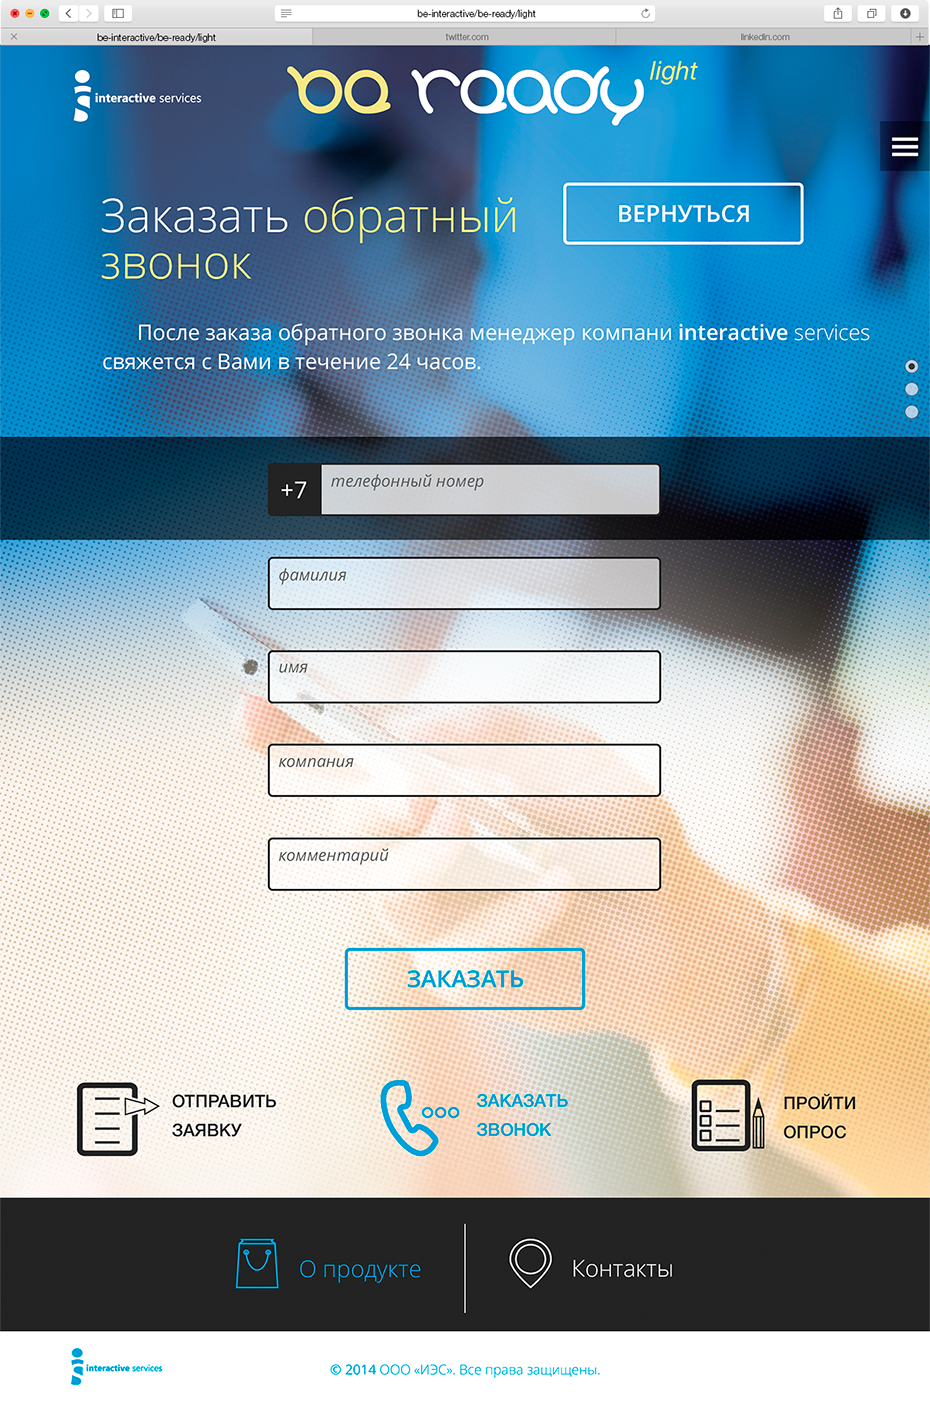 be-interactive/be-ready/light
be-interactive/be-ready/light
twitter.com
linkedin.com
interactive services
be ready light
Заказать обратный
звонок
ВЕРНУТЬСЯ
После заказа обратного звонка менеджер компани interactive services
свяжется с Вами в течение 24 часов.
+7
телефонный номер
фамилия
имя
компания
комментарий
ЗАКАЗАТЬ
ОТПРАВИТЬ
ЗАЯВКУ
ЗАКАЗАТЬ
ЗВОНОК
ПРОЙТИ
ОПРОС
О продукте
Контакты
interactive services
© 2014 ООО «ИЭС». Все права защищены.